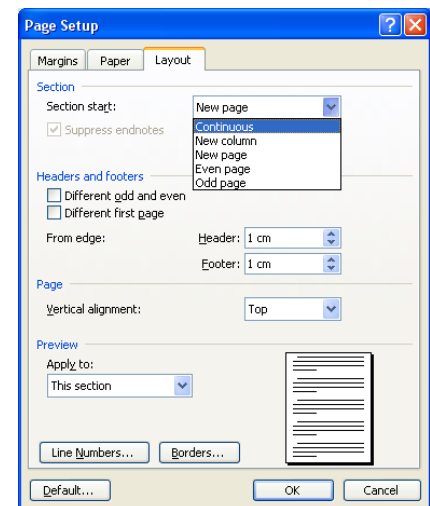 Page Setup
Margins Paper Layout
Section
Section start: New page
Suppress endnotes
Continuous
New column
New page
Even page
Odd page
Headers and footers
Different odd and even
Different first page
From edge: Header: 1 cm
Footer: 1 cm
Page
Vertical alignment: Top
Preview
Apply to:
This section
Line Numbers... Borders...
Default... OK Cancel